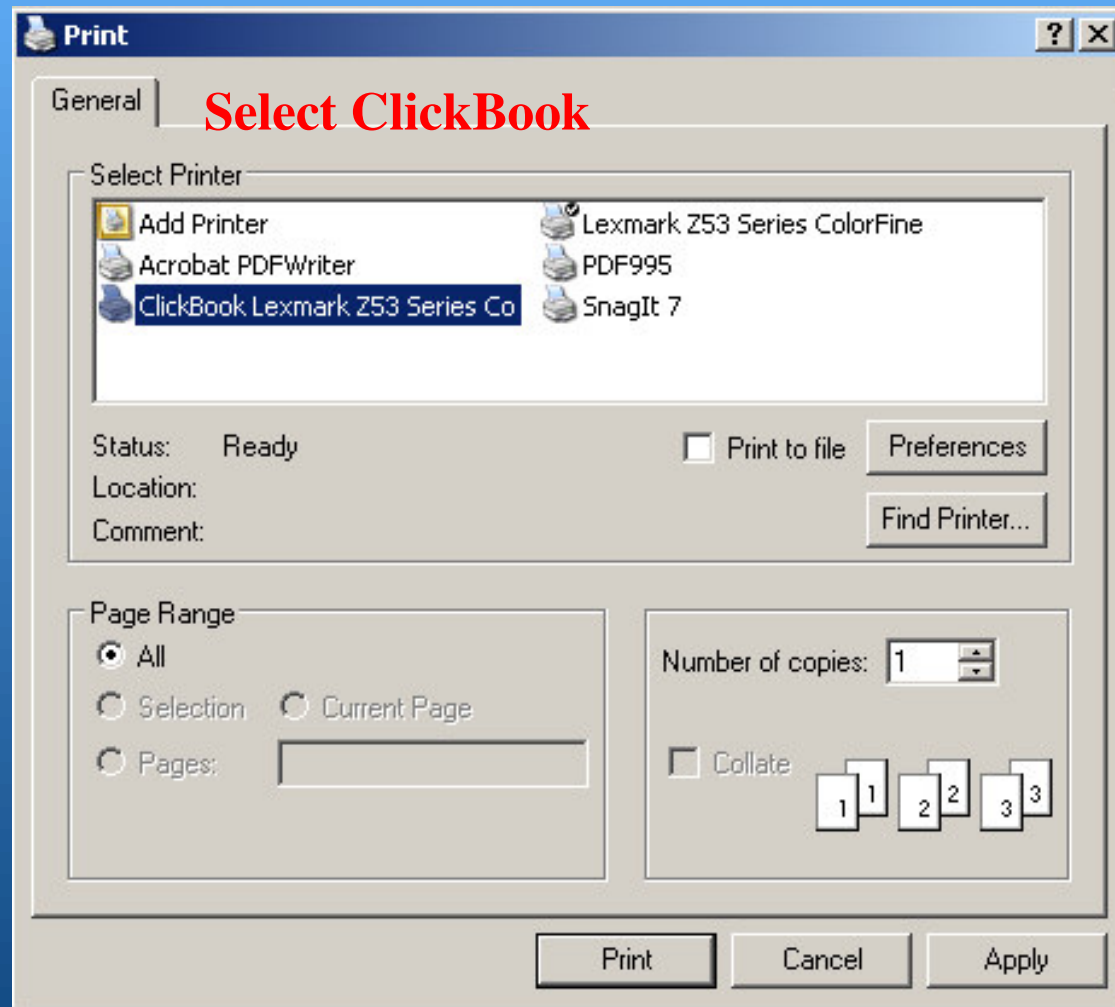 Print
General
Select ClickBook
Select Printer
Add Printer
Lexmark Z53 Series ColorFine
Acrobat PDFWriter
PDF995
ClickBook Lexmark Z53 Series Co
SnagIt 7
Status: Ready
Print to file
Preferences
Location:
Find Printer...
Comment:
Page Range
All
Number of copies: 1
Selection
Current Page
Pages:
Collate
1 1 2 2 3 3
Print
Cancel
Apply